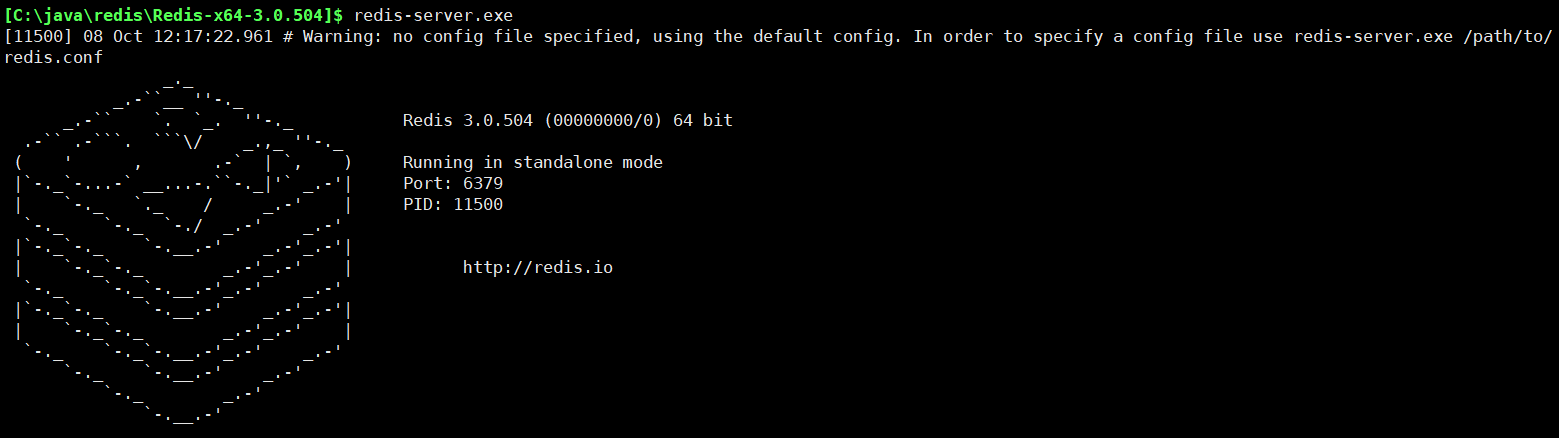 [C:\java\redis\Redis-x64-3.0.504]$ redis-server.exe
[11500] 08 Oct 12:17:22.961 # Warning: no config file specified, using the default config. In order to specify a config file use redis-server.exe /path/to/
redis.conf
Redis 3.0.504 (00000000/0) 64 bit
Running in standalone mode
Port: 6379
PID: 11500
http://redis.io